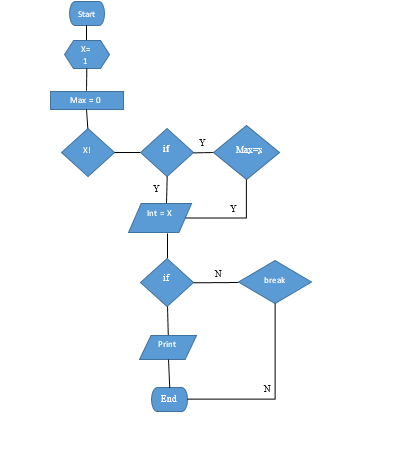 Start
X=
1
Max = 0
X!
if
Y
Max=x
Y
Int = X
Y
if
N
break
Print
N
End